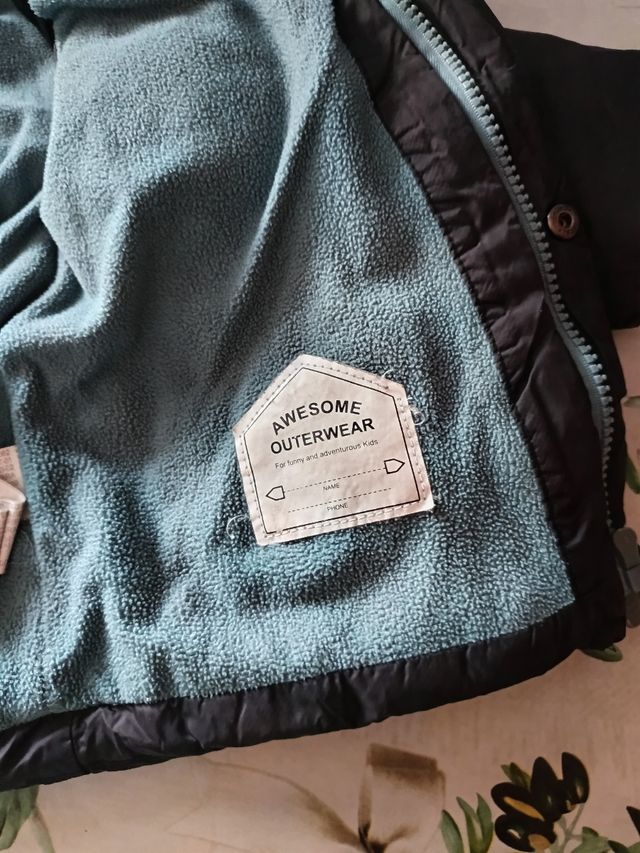 AWESOME
OUTERWEAR
For funny and adventurous Kids
NAME
PHONE